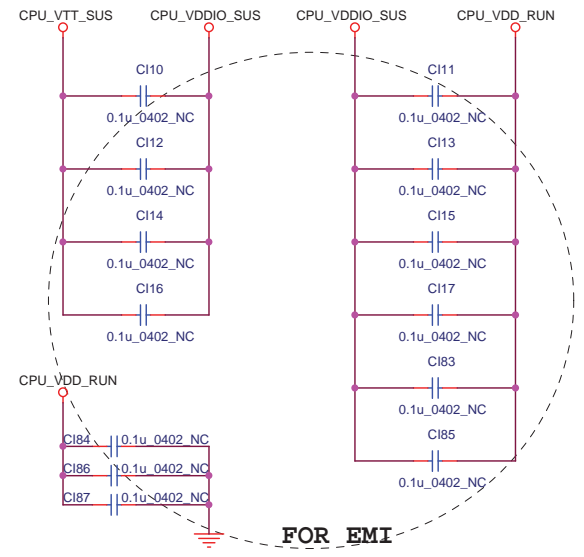 CPU_VTT_SUS CPU_VDDIO_SUS CPU_VDDIO_SUS CPU_VDD_RUN
CI10 CI11
0.1u_0402_NC 0.1u_0402_NC
CI12 CI13
0.1u_0402_NC 0.1u_0402_NC
CI14 CI15
0.1u_0402_NC 0.1u_0402_NC
CI16 CI17
0.1u_0402_NC 0.1u_0402_NC
CI83
0.1u_0402_NC
CI85
0.1u_0402_NC
CPU_VDD_RUN
CI84 0.1u_0402_NC
CI86 0.1u_0402_NC
CI87 0.1u_0402_NC
FOR EMI